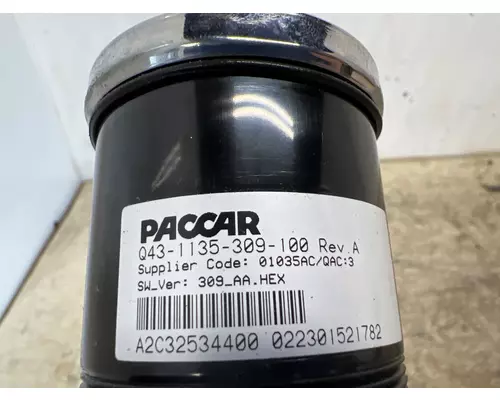 PACCAR
Q43-1135-309-100 Rev.A
Supplier Code: 01035AC/QAC:3
SW_Ver: 309_AA.HEX
A2C32534400 022301521782